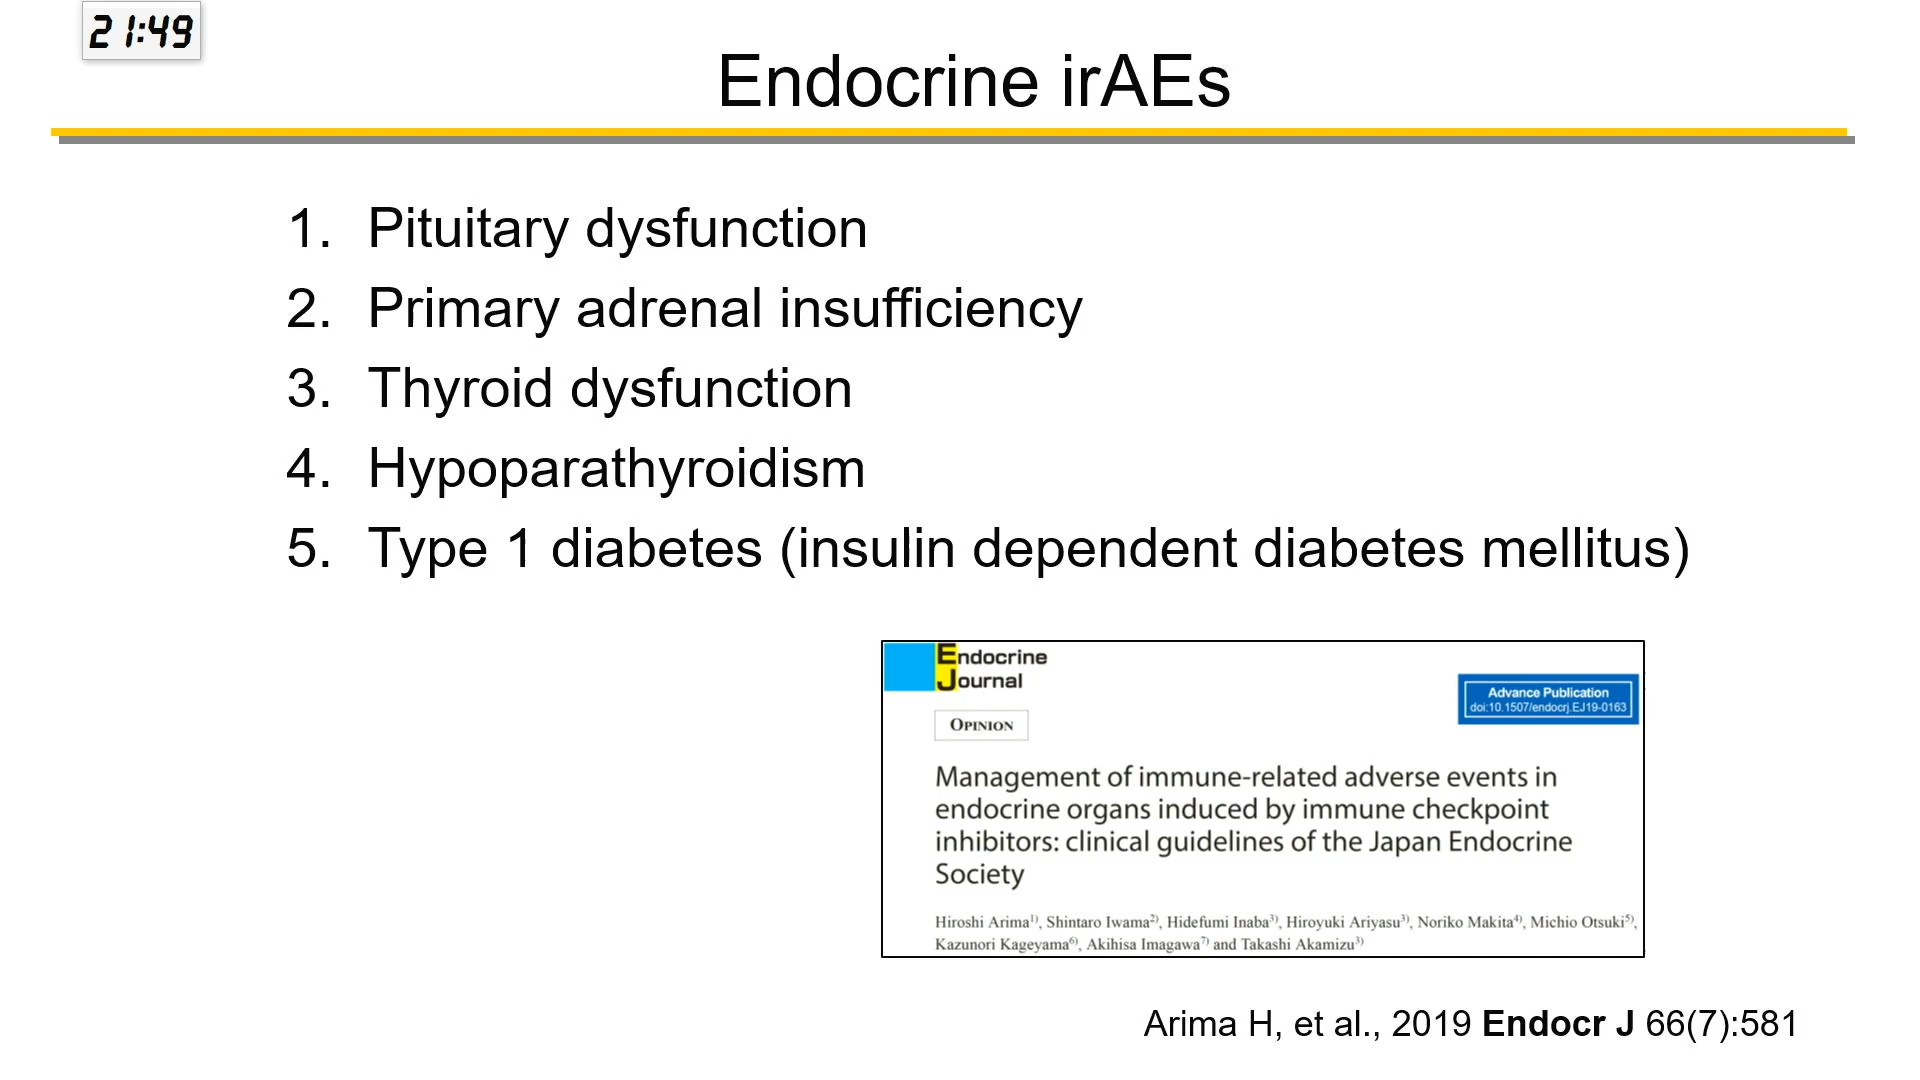 21:49
Endocrine irAEs
1. Pituitary dysfunction
2. Primary adrenal insufficiency
3. Thyroid dysfunction
4. Hypoparathyroidism
5. Type 1 diabetes (insulin dependent diabetes mellitus)
Endocrine
Journal
Advance Publication
doi:10.1507/endocrj.EJ19-0163
OPINION
Management of immune-related adverse events in
endocrine organs induced by immune checkpoint
inhibitors: clinical guidelines of the Japan Endocrine
Society
Hiroshi Arima1), Shintaro Iwama2), Hidefumi Inaba3), Hiroyuki Ariyasu3), Noriko Makita4), Michio Otsuki5),
Kazunori Kageyama6), Akihisa Imagawa7) and Takashi Akamizu3)
Arima H, et al., 2019 Endocr J 66(7):581